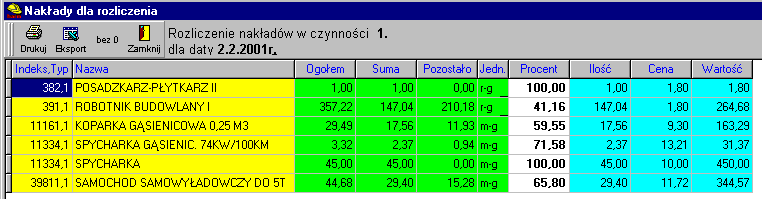 Nakłady dla rozliczenia
Drukuj Eksport bez 0 Zamknij
Rozliczenie nakładów w czynności 1.
dla daty 2.2.2001r.
Indeks,Typ Nazwa Ogołem Suma Pozostało Jedn. Procent Ilość Cena Wartość
382,1 POSADZKARZ-PŁYTKARZ II 1,00 1,00 0,00 r-g 100,00 1,00 1,80 1,80
391,1 ROBOTNIK BUDOWLANY I 357,22 147,04 210,18 r-g 41,16 147,04 1,80 264,68
11161,1 KOPARKA GĄSIENICOWA 0,25 M3 29,49 17,56 11,93 m-g 59,55 17,56 9,30 163,29
11334,1 SPYCHARKA GĄSIENIC. 74KW/100KM 3,32 2,37 0,94 m-g 71,58 2,37 13,21 31,37
11334,1 SPYCHARKA 45,00 45,00 0,00 m-g 100,00 45,00 10,00 450,00
39811,1 SAMOCHOD SAMOWYŁADOWCZY DO 5T 44,68 29,40 15,28 m-g 65,80 29,40 11,72 344,57